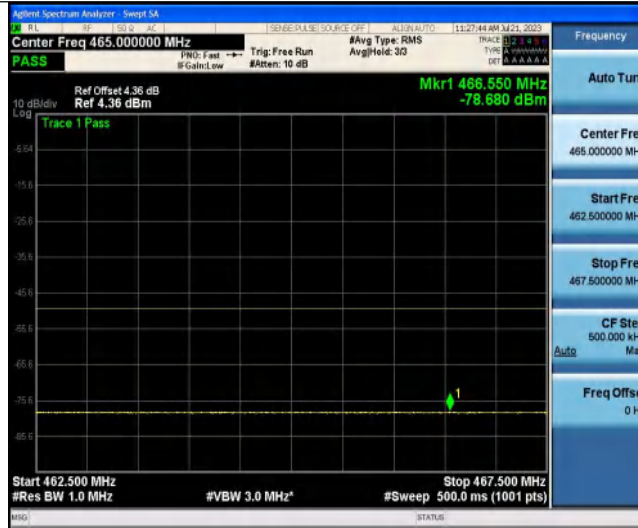 Agilent Spectrum Analyzer - Swept SA
RL RF 50 Ω AC SENSE:PULSE SOURCE OFF ALIGN AUTO 11:27:44 AM Jul 21, 2023
Center Freq 465.000000 MHz
PASS
PNO: Fast
IFGain:Low
Trig: Free Run
#Atten: 10 dB
#Avg Type: RMS
Avg|Hold: 3/3
TRACE 1 2 3 4 5 6
TYPE A
DET A A A A A A
Mkr1 466.550 MHz
-78.680 dBm
Ref Offset 4.36 dB
10 dB/div Ref 4.36 dBm
Log
Trace 1 Pass
-5.64
-15.6
-25.6
-35.6
-45.6
-55.6
-65.6
-75.6
-85.6
1
Start 462.500 MHz Stop 467.500 MHz
#Res BW 1.0 MHz #VBW 3.0 MHz* #Sweep 500.0 ms (1001 pts)
MSG STATUS
Frequency
Auto Tun
Center Fre
465.000000 MH
Start Fre
462.500000 MH
Stop Fre
467.500000 MH
CF Ste
500.000 kH
Auto Ma
Freq Offse
0 H